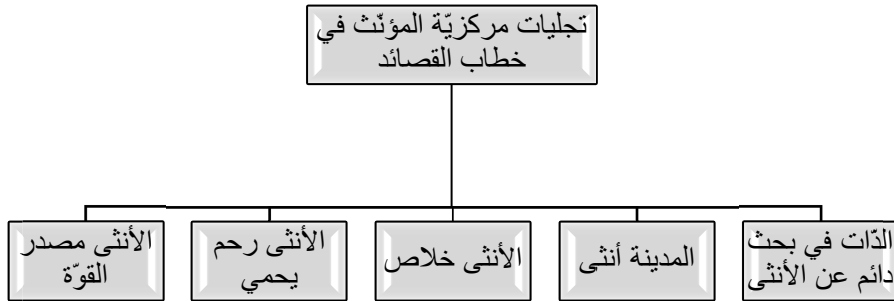 تجليات مركزيّة المؤنّث في
خطاب القصائد
الذّات في بحث
دائم عن الأنثى
المدينة أنثى
الأنثى خلاص
الأنثى رحم
يحمي
الأنثى مصدر
القوّة